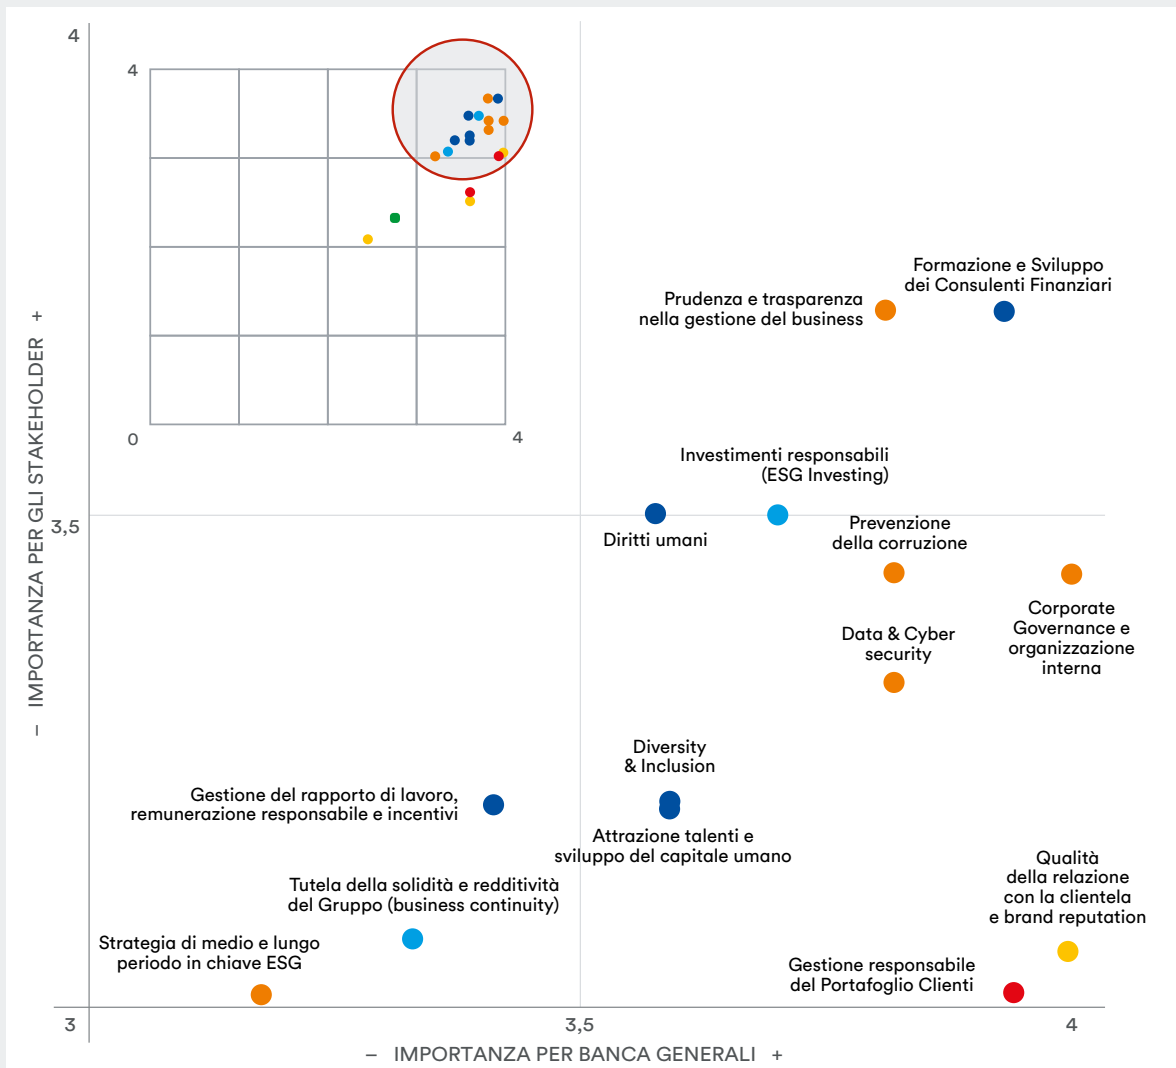 4
4
0
4
IMPORTANZA PER GLI STAKEHOLDER
–
+
3,5
Formazione e Sviluppo
dei Consulenti Finanziari
Prudenza e trasparenza
nella gestione del business
Investimenti responsabili
(ESG Investing)
Diritti umani
Prevenzione
della corruzione
Corporate
Governance e
organizzazione
interna
Data & Cyber
security
Diversity
& Inclusion
Gestione del rapporto di lavoro,
remunerazione responsabile e incentivi
Attrazione talenti e
sviluppo del capitale umano
Qualità
della relazione
con la clientela
e brand reputation
Tutela della solidità e redditività
del Gruppo (business continuity)
Strategia di medio e lungo
periodo in chiave ESG
Gestione responsabile
del Portafoglio Clienti
3
3,5
4
– IMPORTANZA PER BANCA GENERALI +